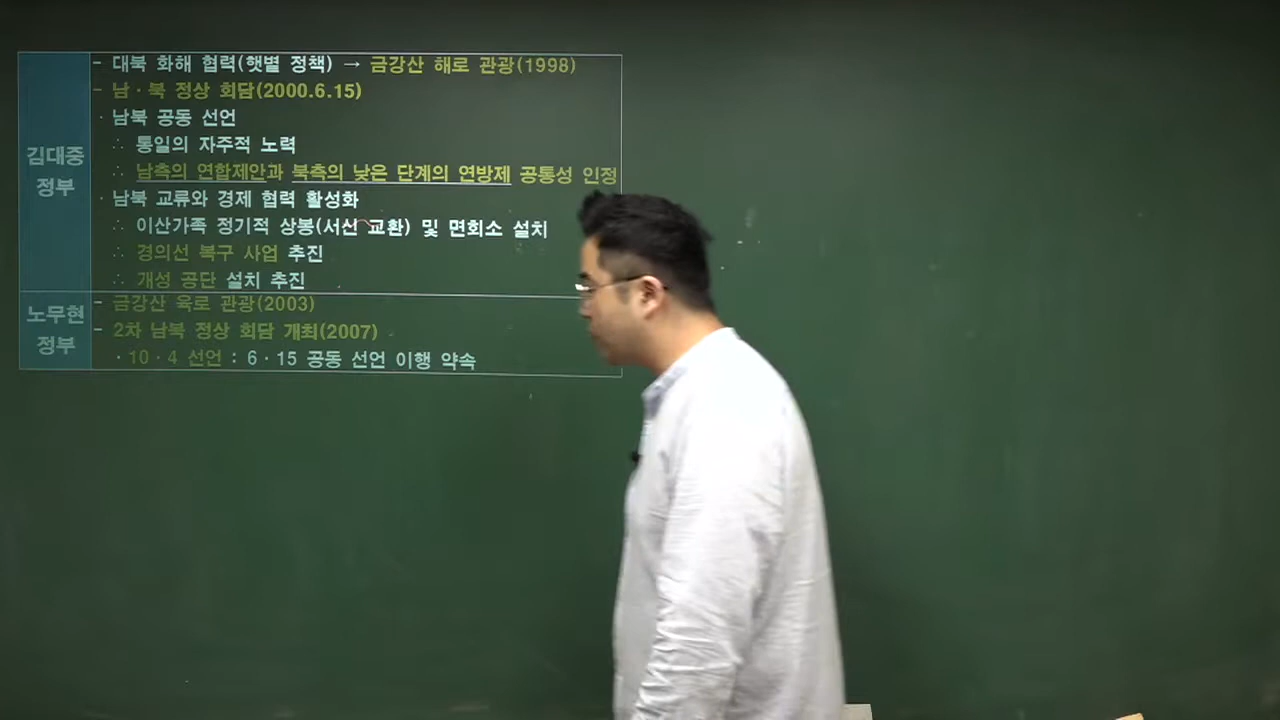 김대중
정부
- 대북 화해 협력(햇별 정책) → 금강산 해로 관광(1998)
- 남·북 정상 회담(2000.6.15)
· 남북 공동 선언
∴ 통일의 자주적 노력
∴ 남측의 연합제안과 북측의 낮은 단계의 연방제 공통성 인정
· 남북 교류와 경제 협력 활성화
∴ 이산가족 정기적 상봉(서신 교환) 및 면회소 설치
∴ 경의선 복구 사업 추진
∴ 개성 공단 설치 추진
노무현
정부
- 금강산 육로 관광(2003)
- 2차 남북 정상 회담 개최(2007)
· 10·4 선언 : 6·15 공동 선언 이행 약속